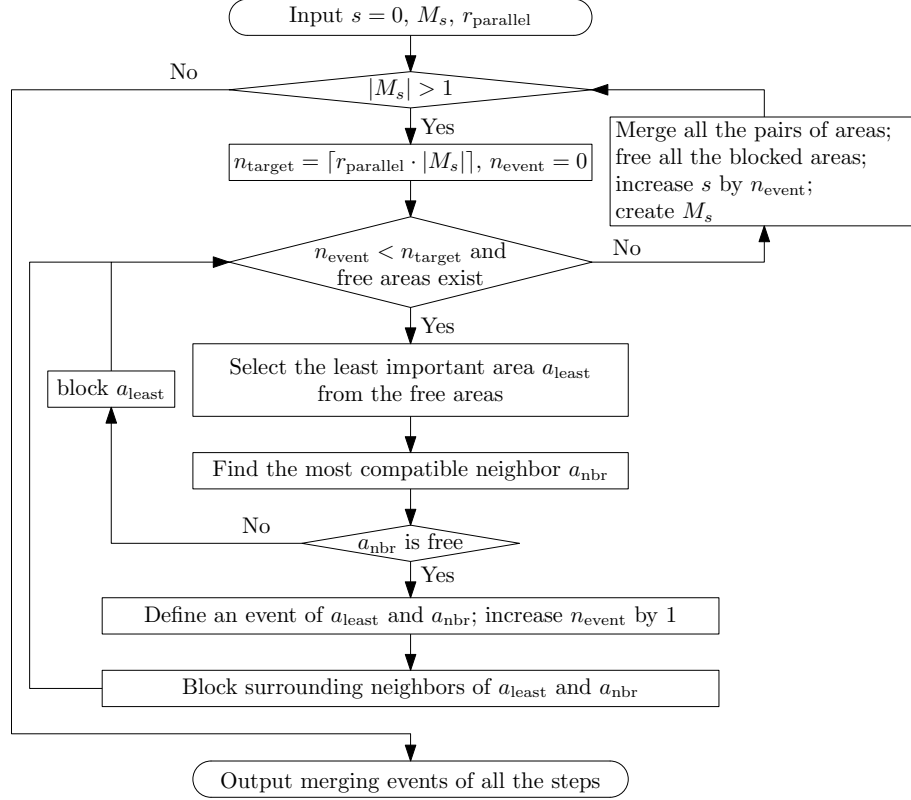 Input s = 0, M_s, r_parallel
No
|M_s| > 1
Yes
n_target = ⌈r_parallel · |M_s|⌉, n_event = 0
Merge all the pairs of areas;
free all the blocked areas;
increase s by n_event;
create M_s
n_event < n_target and
free areas exist
No
Yes
Select the least important area a_least
from the free areas
block a_least
Find the most compatible neighbor a_nbr
No
a_nbr is free
Yes
Define an event of a_least and a_nbr; increase n_event by 1
Block surrounding neighbors of a_least and a_nbr
Output merging events of all the steps